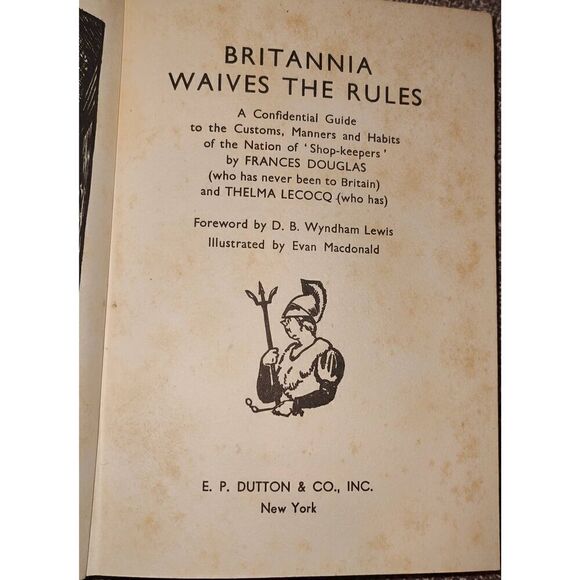 BRITANNIA
WAIVES THE RULES
A Confidential Guide
to the Customs, Manners and Habits
of the Nation of 'Shop-keepers'
by FRANCES DOUGLAS
(who has never been to Britain)
and THELMA LECOCQ (who has)
Foreword by D. B. Wyndham Lewis
Illustrated by Evan Macdonald
E. P. DUTTON & CO., INC.
New York